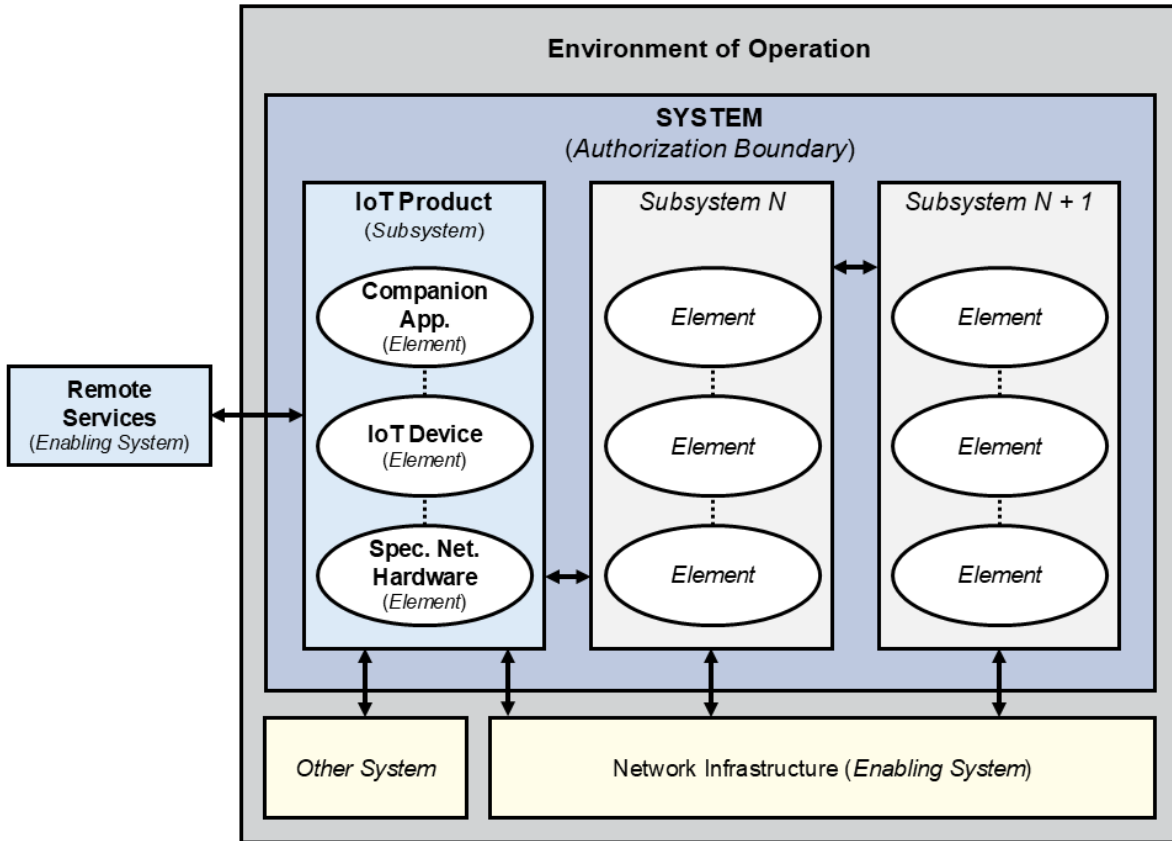 Environment of Operation
SYSTEM
(Authorization Boundary)
IoT Product
(Subsystem)
Companion
App.
(Element)
IoT Device
(Element)
Spec. Net.
Hardware
(Element)
Subsystem N
Element
Element
Element
Subsystem N + 1
Element
Element
Element
Remote
Services
(Enabling System)
Other System
Network Infrastructure (Enabling System)